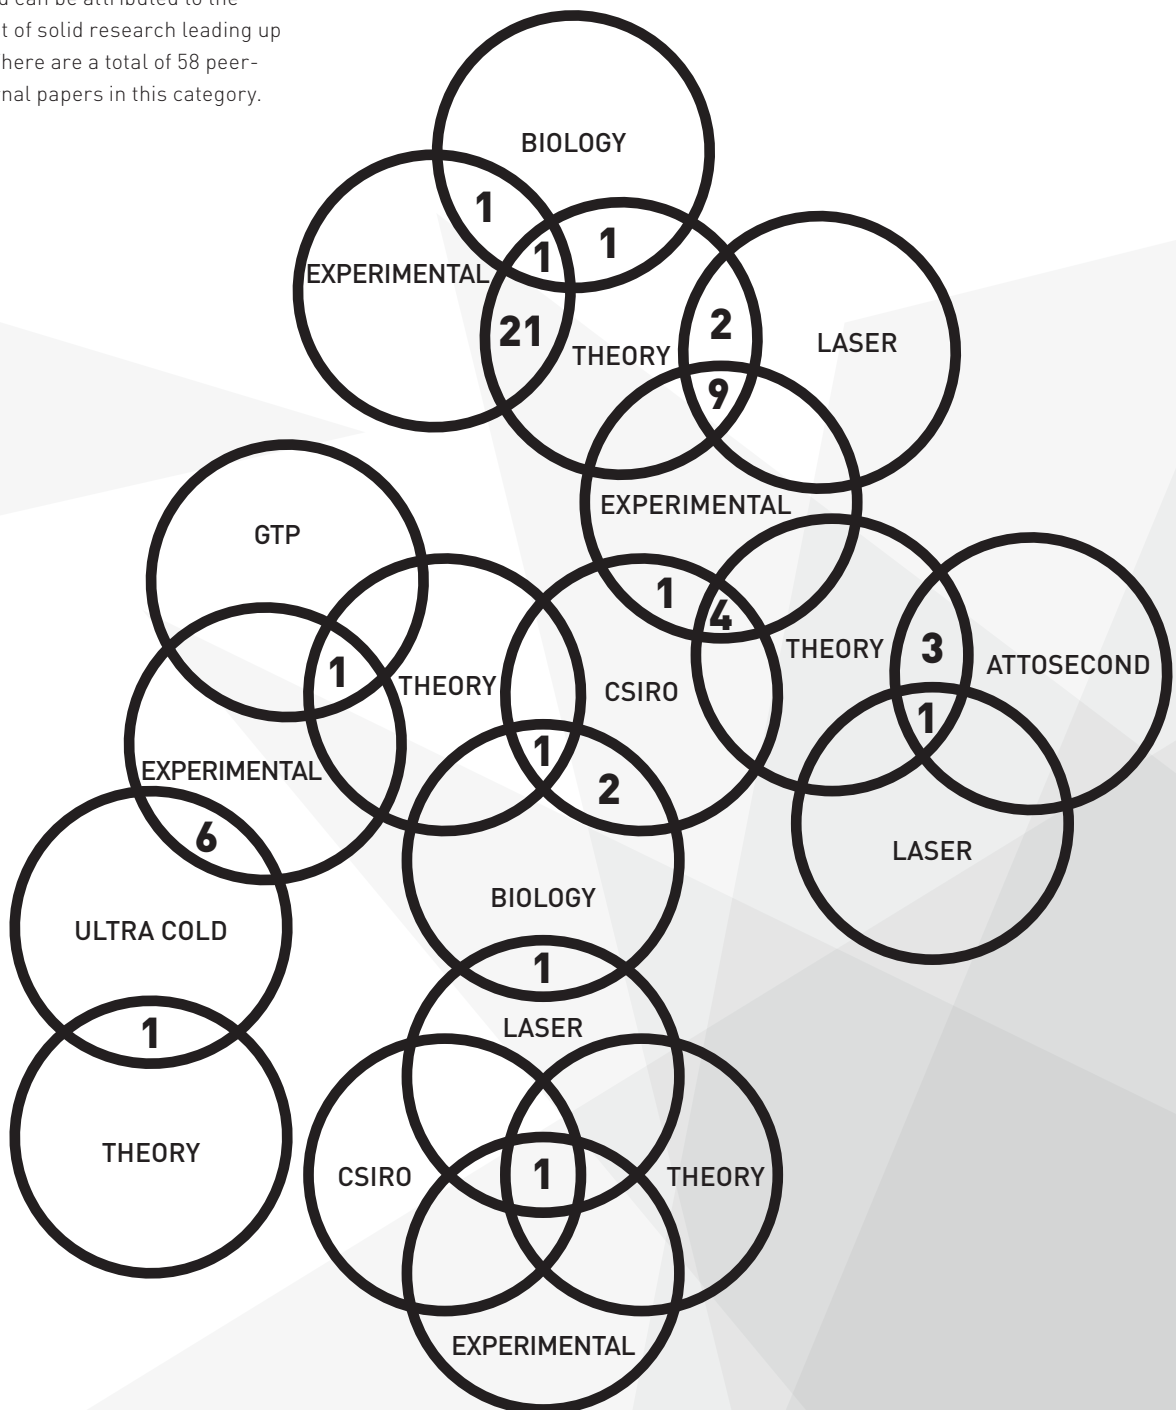 can be attributed to the
of solid research leading up
here are a total of 58 peer-
papers in this category.
BIOLOGY
1
1
1
EXPERIMENTAL
21
THEORY
2
LASER
9
EXPERIMENTAL
GTP
1
4
THEORY
3
ATTOSECOND
1
THEORY
CSIRO
1
1
2
EXPERIMENTAL
6
LASER
BIOLOGY
ULTRA COLD
1
1
LASER
THEORY
CSIRO
1
THEORY
EXPERIMENTAL